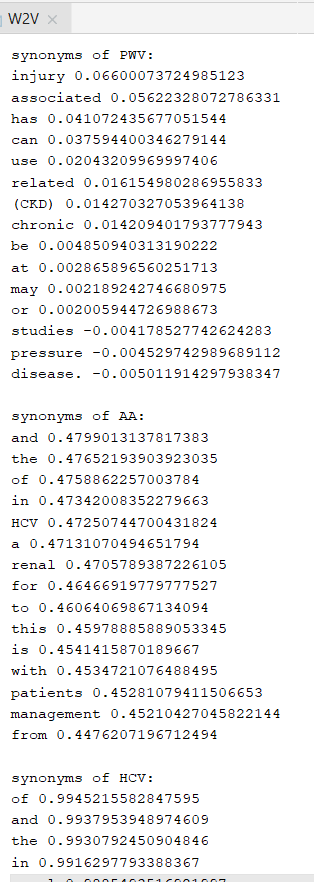 W2V
synonyms of PWV:
injury 0.06600073724985123
associated 0.05622328072786331
has 0.041072435677051544
can 0.037594400346279144
use 0.02043209969997406
related 0.016154980286955833
(CKD) 0.014270327053964138
chronic 0.014209401793777943
be 0.004850940313190222
at 0.002865896560251713
may 0.002189242746680975
or 0.002005944726988673
studies -0.004178527742624283
pressure -0.004529742989689112
disease. -0.005011914297938347
synonyms of AA:
and 0.4799013137817383
the 0.47652193903923035
of 0.4758862257003784
in 0.47342008352279663
HCV 0.47250744700431824
a 0.47131070494651794
renal 0.4705789387226105
for 0.46466919779777527
to 0.46064069867134094
this 0.45978885889053345
is 0.4541415870189667
with 0.4534721076488495
patients 0.45281079411506653
management 0.45210427045822144
from 0.4476207196712494
synonyms of HCV:
of 0.9945215582847595
and 0.9937953948974609
the 0.9930792450904846
in 0.9916297793388367